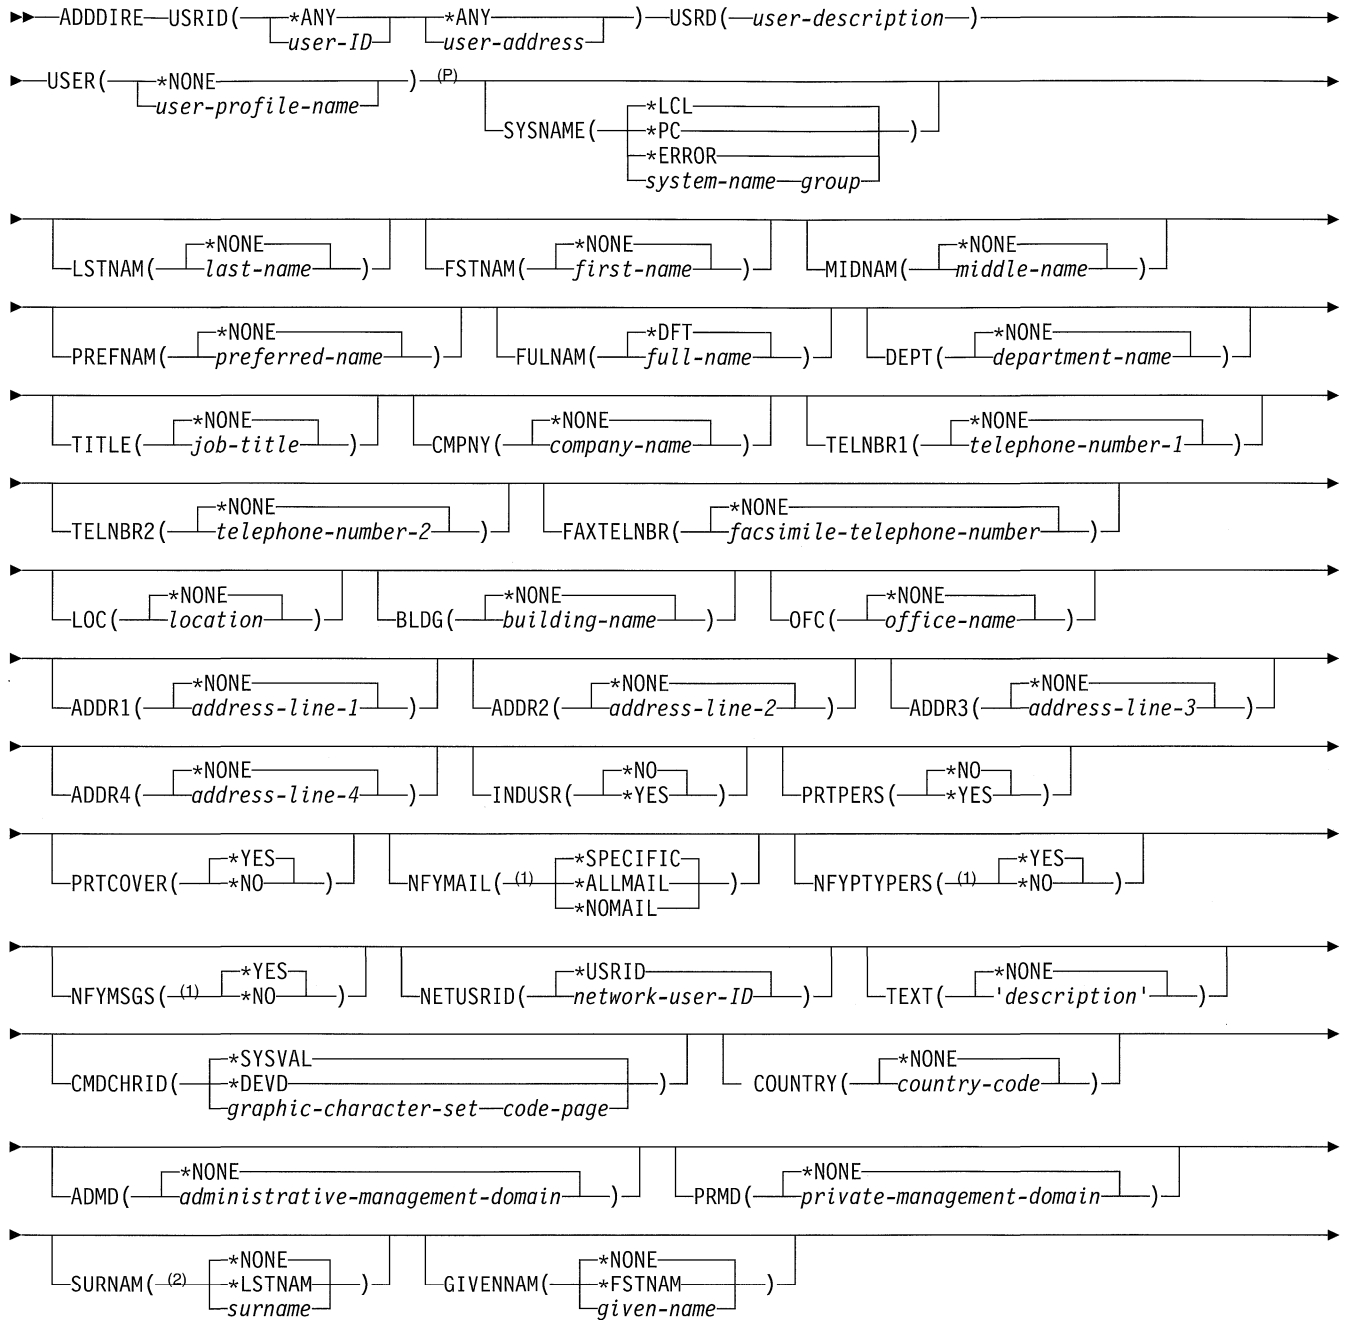 ADDDIRE USRID( *ANY *ANY ) USRD( user-description )
user-ID user-address
USER( *NONE ) (P)
user-profile-name
*LCL
SYSNAME( *PC )
*ERROR
system-name group
*NONE *NONE *NONE
LSTNAM( last-name ) FSTNAM( first-name ) MIDNAM( middle-name )
*NONE *DFT *NONE
PREFNAM( preferred-name ) FULNAM( full-name ) DEPT( department-name )
*NONE *NONE *NONE
TITLE( job-title ) CMPNY( company-name ) TELNBR1( telephone-number-1 )
*NONE *NONE
TELNBR2( telephone-number-2 ) FAXTELNBR( facsimile-telephone-number )
*NONE *NONE *NONE
LOC( location ) BLDG( building-name ) OFC( office-name )
*NONE *NONE *NONE
ADDR1( address-line-1 ) ADDR2( address-line-2 ) ADDR3( address-line-3 )
*NONE *NO *NO
ADDR4( address-line-4 ) INDUSR( *YES ) PRTPERS( *YES )
*YES *SPECIFIC *YES
PRTCOVER( *NO ) NFYMAIL( (1) *ALLMAIL ) NFYPTYPERS( (1) *NO )
*NOMAIL
*YES *USRID *NONE
NFYMSGS( (1) *NO ) NETUSRID( network-user-ID ) TEXT( 'description' )
*SYSVAL *NONE
CMDCHRID( *DEVD ) COUNTRY( country-code )
graphic-character-set code-page
*NONE *NONE
ADMD( administrative-management-domain ) PRMD( private-management-domain )
*NONE *NONE
SURNAM( (2) *LSTNAM ) GIVENNAM( *FSTNAM )
surname given-name